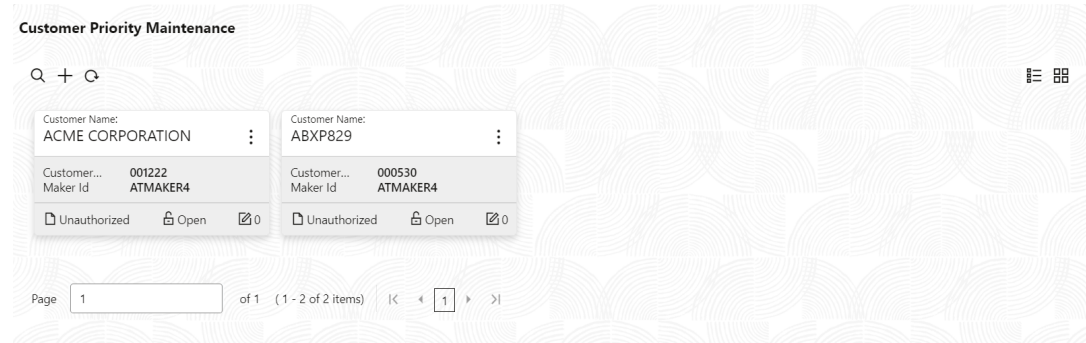 Customer Priority Maintenance
Customer Name:
ACME CORPORATION
Customer... 001222
Maker Id ATMAKER4
Unauthorized Open 0
Customer Name:
ABXP829
Customer... 000530
Maker Id ATMAKER4
Unauthorized Open 0
Page 1 of 1 ( 1 - 2 of 2 items) 1